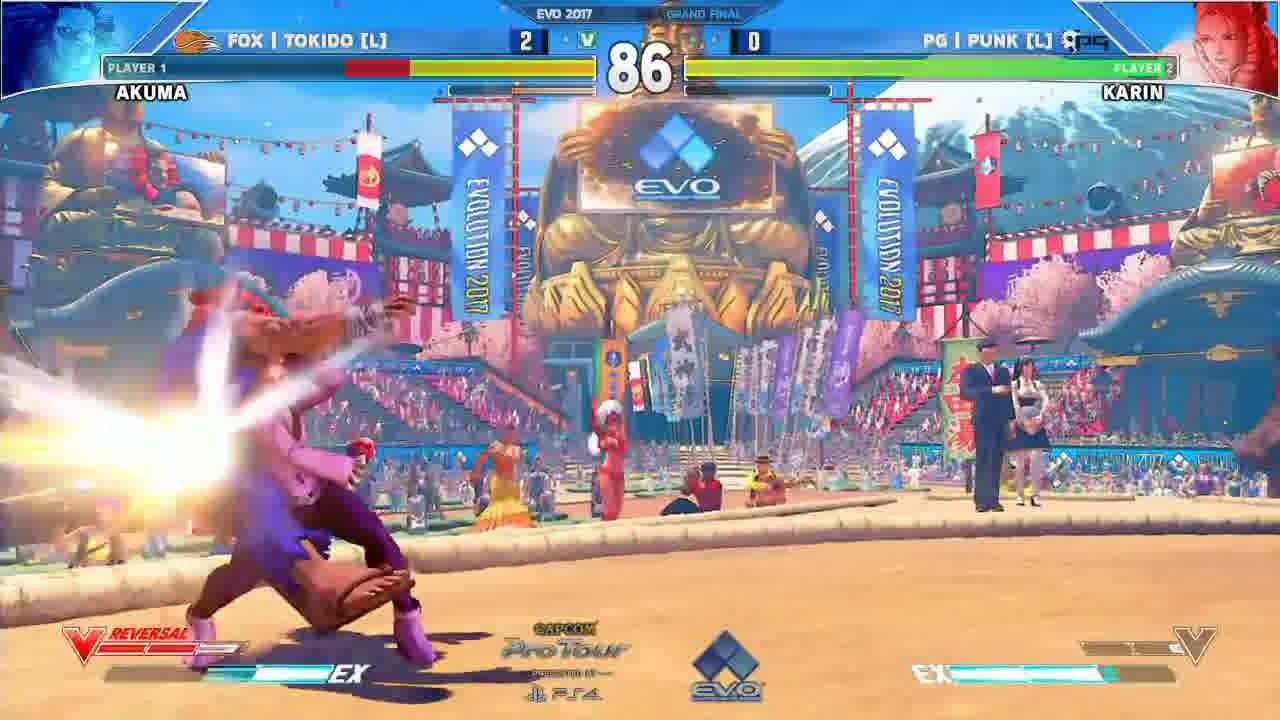 EVO 2017 GRAND FINAL
FOX | TOKIDO [L] 2 V 86 0 PG | PUNK [L]
PLAYER 1 PLAYER 2
AKUMA KARIN
EVO
EVOLUTION 2017
EVOLUTION 2017
REVERSAL
EX EX
CAPCOM
Pro Tour
PS4
EVO